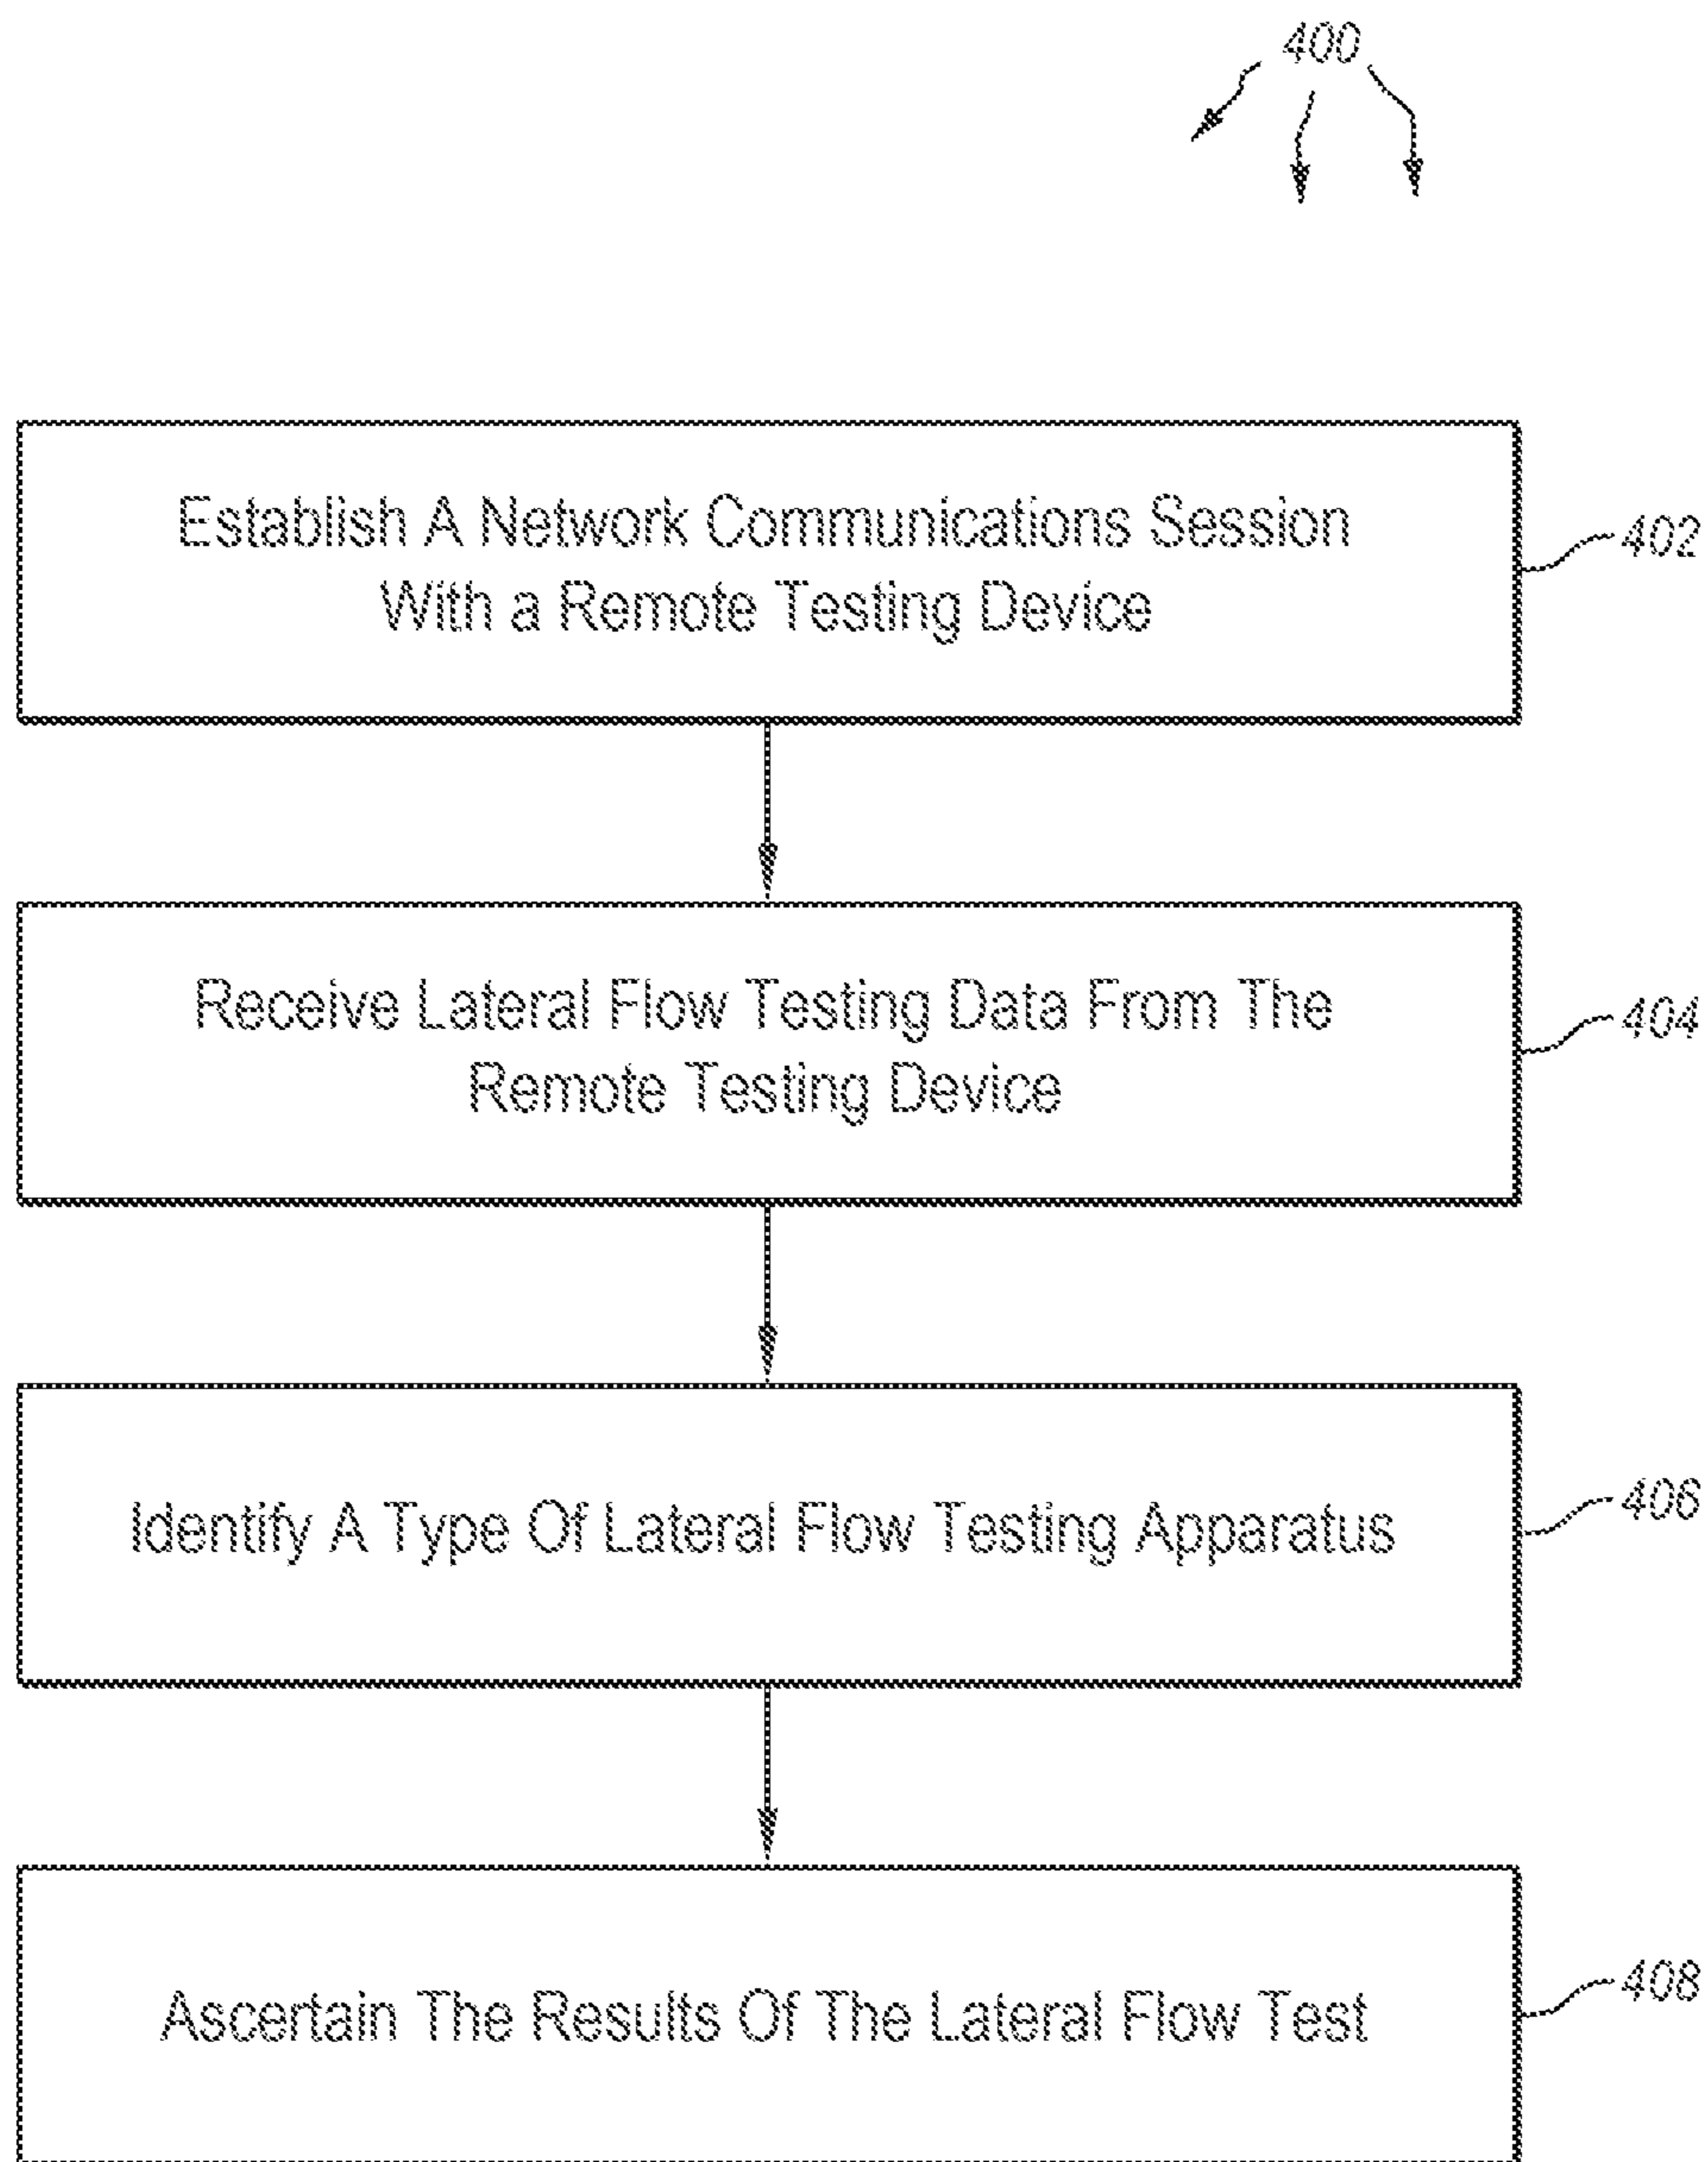 400
Establish A Network Communications Session
With a Remote Testing Device
402
Receive Lateral Flow Testing Data From The
Remote Testing Device
404
Identify A Type Of Lateral Flow Testing Apparatus
406
Ascertain The Results Of The Lateral Flow Test
408